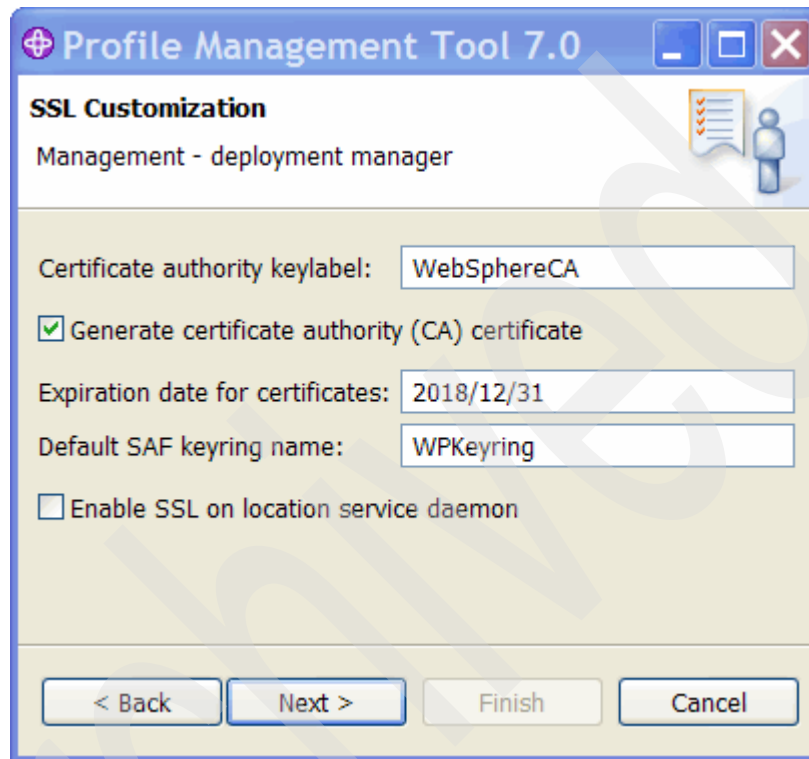 Profile Management Tool 7.0
SSL Customization
Management - deployment manager
Certificate authority keylabel: WebSphereCA
Generate certificate authority (CA) certificate
Expiration date for certificates: 2018/12/31
Default SAF keyring name: WPKeyring
Enable SSL on location service daemon
< Back Next > Finish Cancel